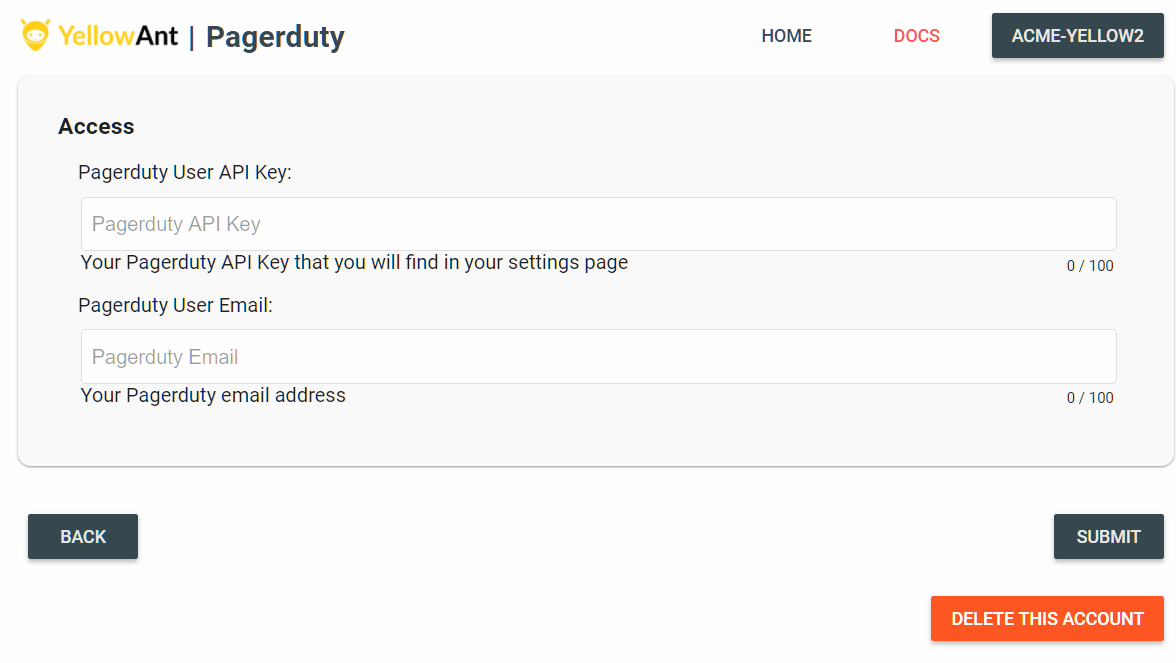 YellowAnt | Pagerduty
HOME
DOCS
ACME-YELLOW2
Access
Pagerduty User API Key:
Pagerduty API Key
Your Pagerduty API Key that you will find in your settings page
0 / 100
Pagerduty User Email:
Pagerduty Email
Your Pagerduty email address
0 / 100
BACK
SUBMIT
DELETE THIS ACCOUNT